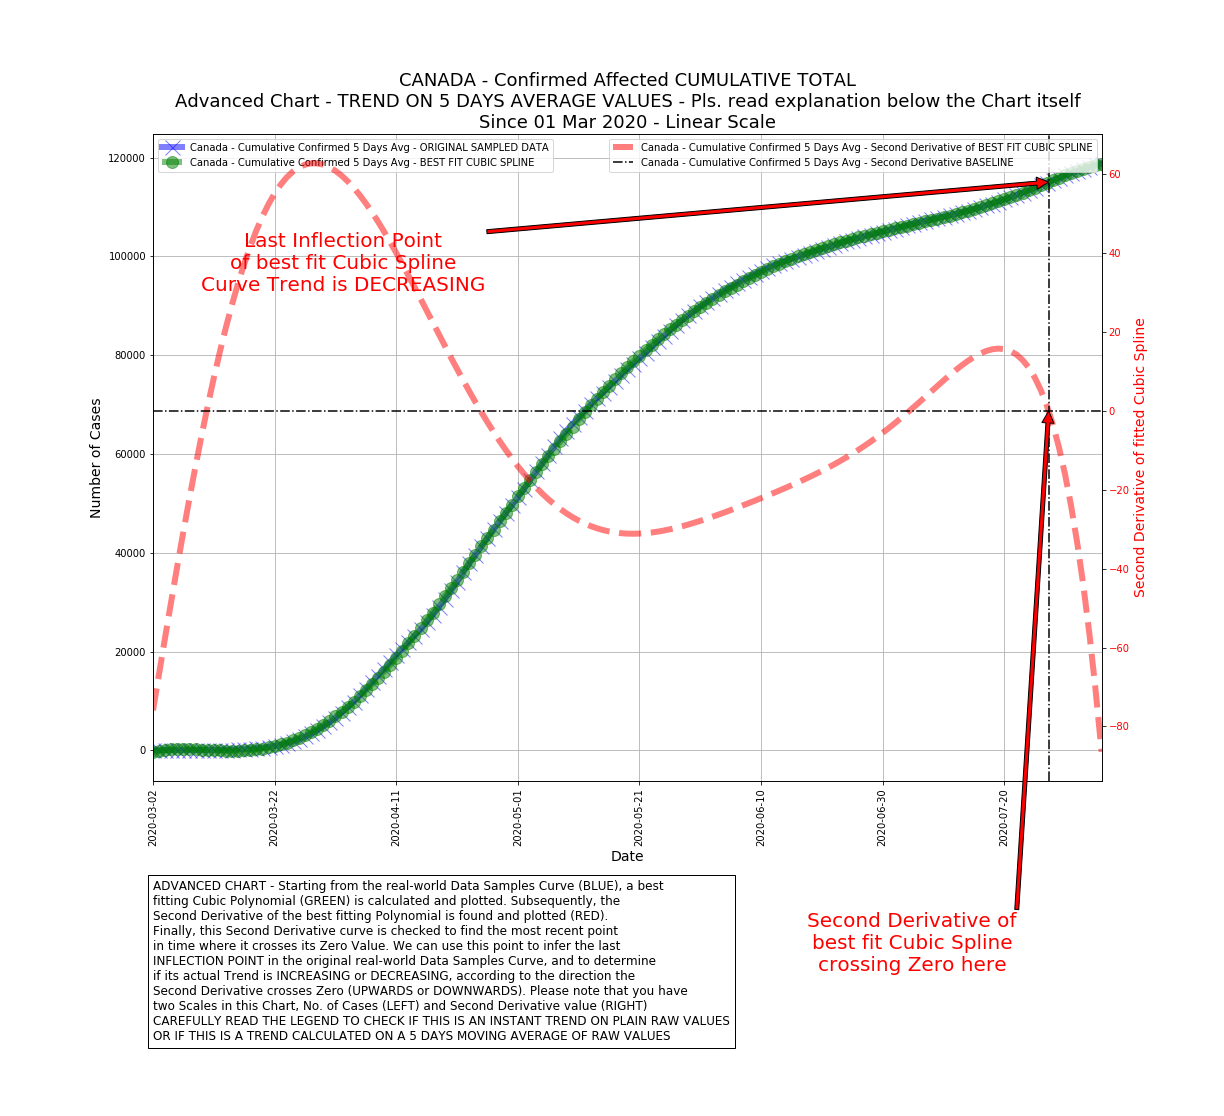 CANADA - Confirmed Affected CUMULATIVE TOTAL
Advanced Chart - TREND ON 5 DAYS AVERAGE VALUES - Pls. read explanation below the Chart itself
Since 01 Mar 2020 - Linear Scale
Canada - Cumulative Confirmed 5 Days Avg - ORIGINAL SAMPLED DATA
Canada - Cumulative Confirmed 5 Days Avg - BEST FIT CUBIC SPLINE
Canada - Cumulative Confirmed 5 Days Avg - Second Derivative of BEST FIT CUBIC SPLINE
Canada - Cumulative Confirmed 5 Days Avg - Second Derivative BASELINE
Last Inflection Point
of best fit Cubic Spline
Curve Trend is DECREASING
Number of Cases
120000
100000
80000
60000
40000
20000
0
Second Derivative of fitted Cubic Spline
60
40
20
0
−20
−40
−60
−80
2020-03-02
2020-03-22
2020-04-11
2020-05-01
2020-05-21
2020-06-10
2020-06-30
2020-07-20
Date
ADVANCED CHART - Starting from the real-world Data Samples Curve (BLUE), a best
fitting Cubic Polynomial (GREEN) is calculated and plotted. Subsequently, the
Second Derivative of the best fitting Polynomial is found and plotted (RED).
Finally, this Second Derivative curve is checked to find the most recent point
in time where it crosses its Zero Value. We can use this point to infer the last
INFLECTION POINT in the original real-world Data Samples Curve, and to determine
if its actual Trend is INCREASING or DECREASING, according to the direction the
Second Derivative crosses Zero (UPWARDS or DOWNWARDS). Please note that you have
two Scales in this Chart, No. of Cases (LEFT) and Second Derivative value (RIGHT)
CAREFULLY READ THE LEGEND TO CHECK IF THIS IS AN INSTANT TREND ON PLAIN RAW VALUES
OR IF THIS IS A TREND CALCULATED ON A 5 DAYS MOVING AVERAGE OF RAW VALUES
Second Derivative of
best fit Cubic Spline
crossing Zero here